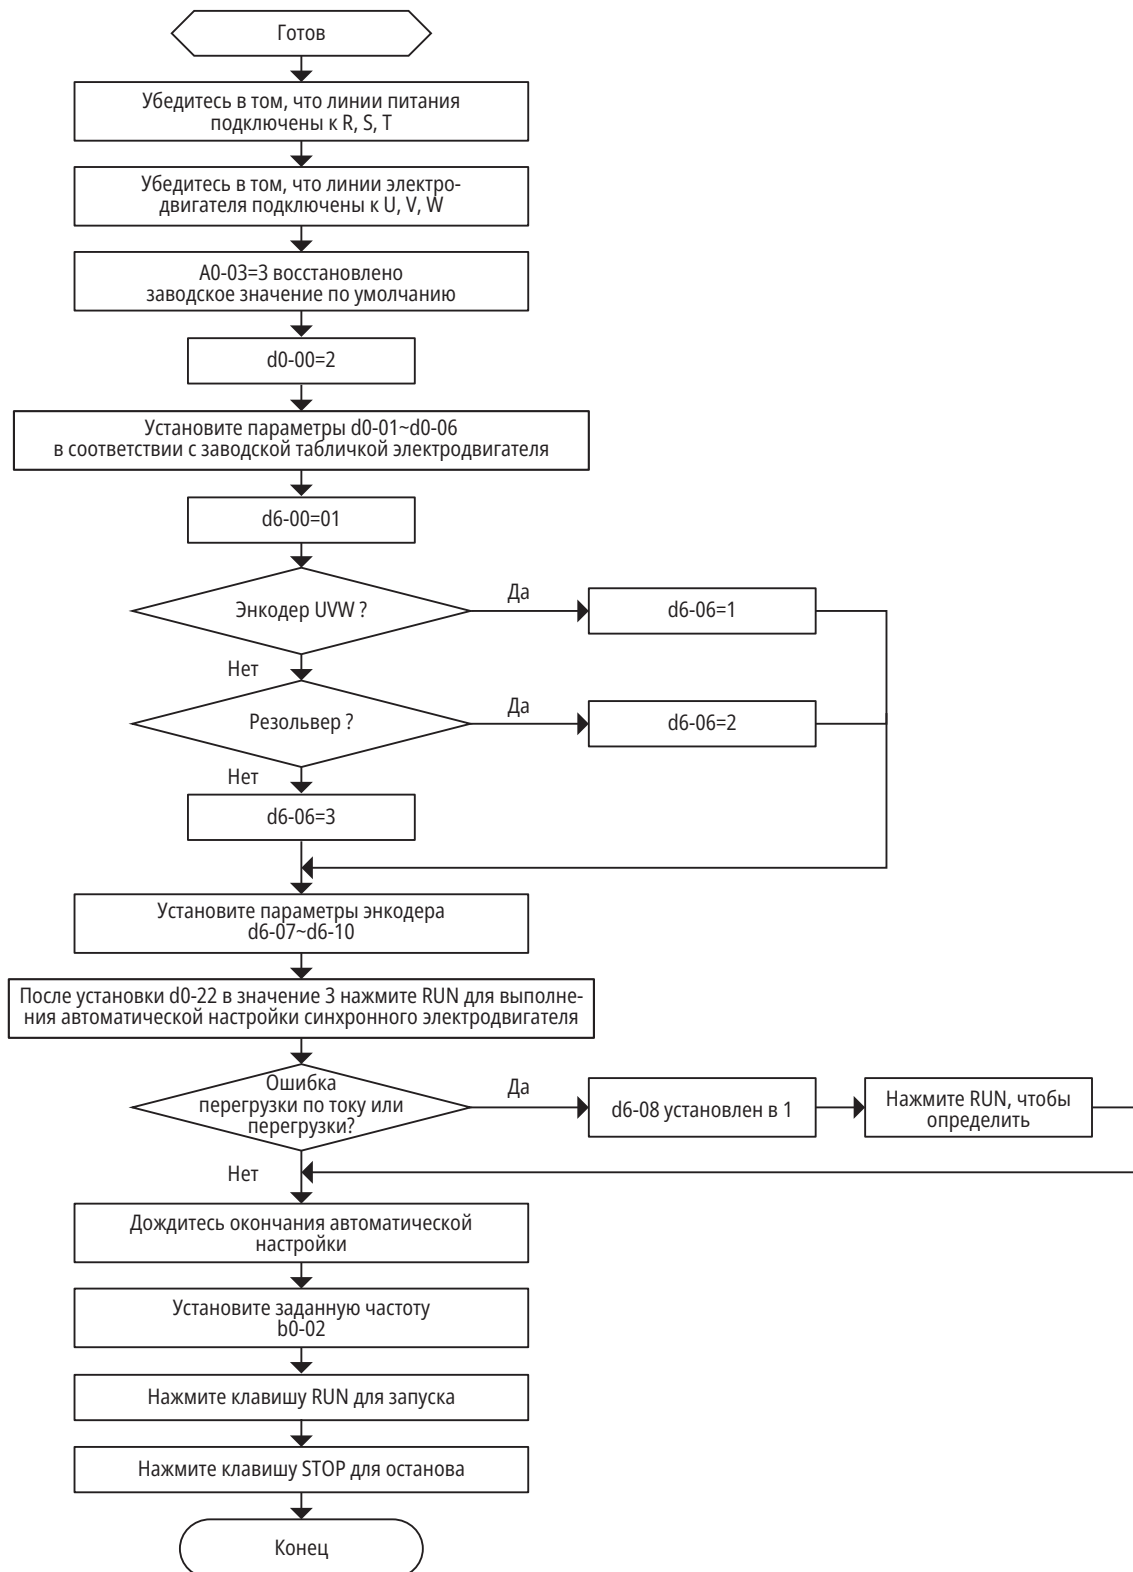 Готов
Убедитесь в том, что линии питания
подключены к R, S, T
Убедитесь в том, что линии электро-
двигателя подключены к U, V, W
A0-03=3 восстановлено
заводское значение по умолчанию
d0-00=2
Установите параметры d0-01~d0-06
в соответствии с заводской табличкой электродвигателя
d6-00=01
Энкодер UVW ?
Да
d6-06=1
Нет
Резольвер ?
Да
d6-06=2
Нет
d6-06=3
Установите параметры энкодера
d6-07~d6-10
После установки d0-22 в значение 3 нажмите RUN для выполне-
ния автоматической настройки синхронного электродвигателя
Ошибка
перегрузки по току или
перегрузки?
Да
d6-08 установлен в 1
Нажмите RUN, чтобы
определить
Нет
Дождитесь окончания автоматической
настройки
Установите заданную частоту
b0-02
Нажмите клавишу RUN для запуска
Нажмите клавишу STOP для останова
Конец